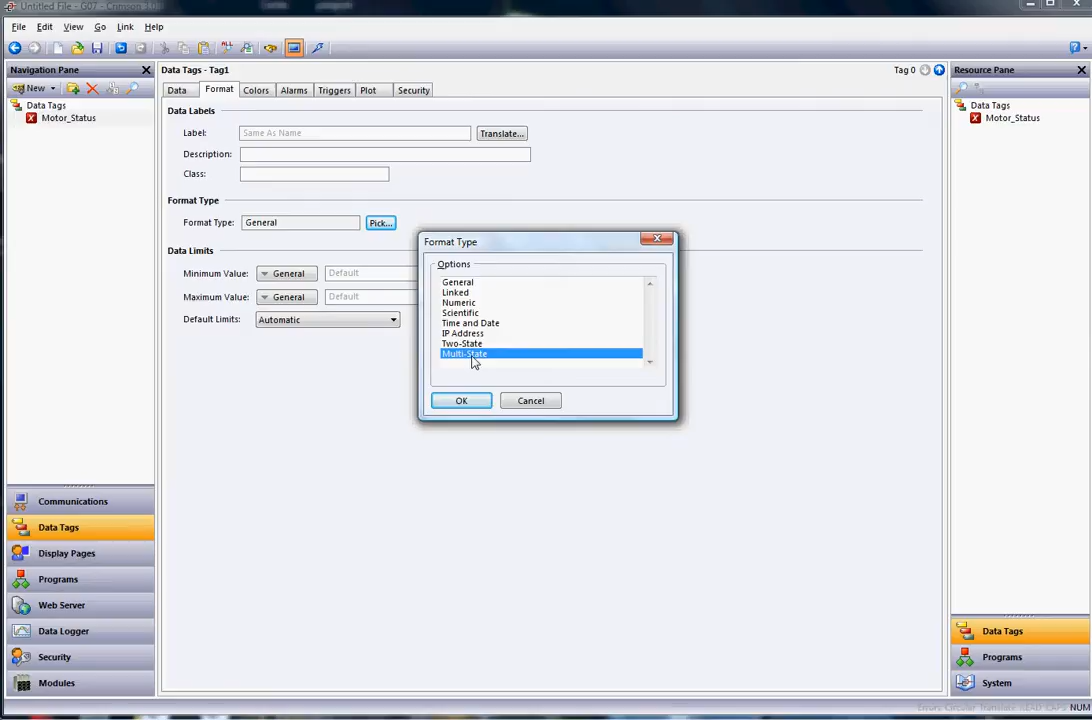 Untitled File - G07 - Crimson 3.0
File Edit View Go Link Help
Navigation Pane
New
Data Tags
Motor_Status
Communications
Data Tags
Display Pages
Programs
Web Server
Data Logger
Security
Modules
Data Tags - Tag1
Tag 0
Data Format Colors Alarms Triggers Plot Security
Data Labels
Label: Same As Name Translate...
Description:
Class:
Format Type
Format Type: General Pick...
Data Limits
Minimum Value: General Default
Maximum Value: General Default
Default Limits: Automatic
Format Type
Options
General
Linked
Numeric
Scientific
Time and Date
IP Address
Two-State
Multi-State
OK Cancel
Resource Pane
Data Tags
Motor_Status
Data Tags
Programs
System
Errors Circular Translate READ CAPS NUM